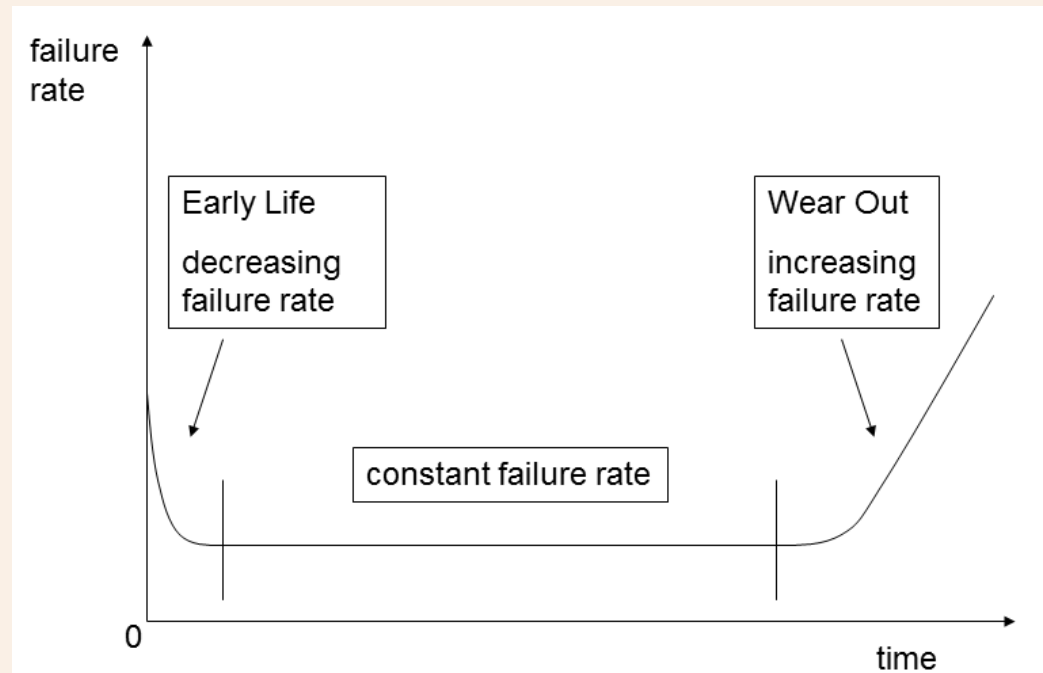 failure
rate
Early Life
decreasing
failure rate
Wear Out
increasing
failure rate
constant failure rate
0
time